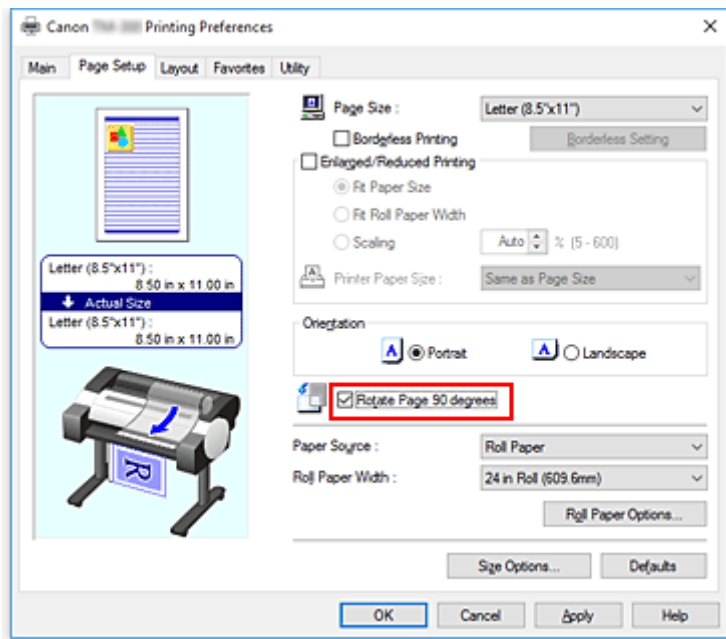 Canon Printing Preferences
Main Page Setup Layout Favorites Utility
Page Size : Letter (8.5"x11")
Borderless Printing Borderless Setting
Enlarged/Reduced Printing
Fit Paper Size
Fit Roll Paper Width
Scaling Auto % (5 - 600)
Printer Paper Size : Same as Page Size
Letter (8.5"x11") :
8.50 in x 11.00 in
Actual Size
Letter (8.5"x11") :
8.50 in x 11.00 in
Orientation
A Portrait A Landscape
Rotate Page 90 degrees
Paper Source : Roll Paper
Roll Paper Width : 24 in Roll (609.6mm)
R
Roll Paper Options...
Size Options... Defaults
OK Cancel Apply Help